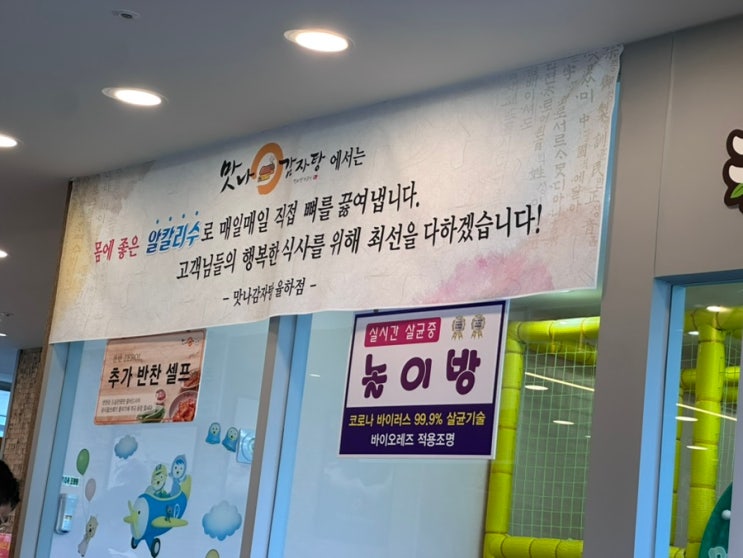 맛나감자탕에서는
몸에 좋은 알칼리수로 매일매일 직접 뼈를 끓여냅니다.
고객님들의 행복한 식사를 위해 최선을 다하겠습니다!
- 맛나감자탕 율하점 -
추가 반찬 셀프
실시간 살균중
놀이방
코로나 바이러스 99.9% 살균기술
바이오레즈 적용조명